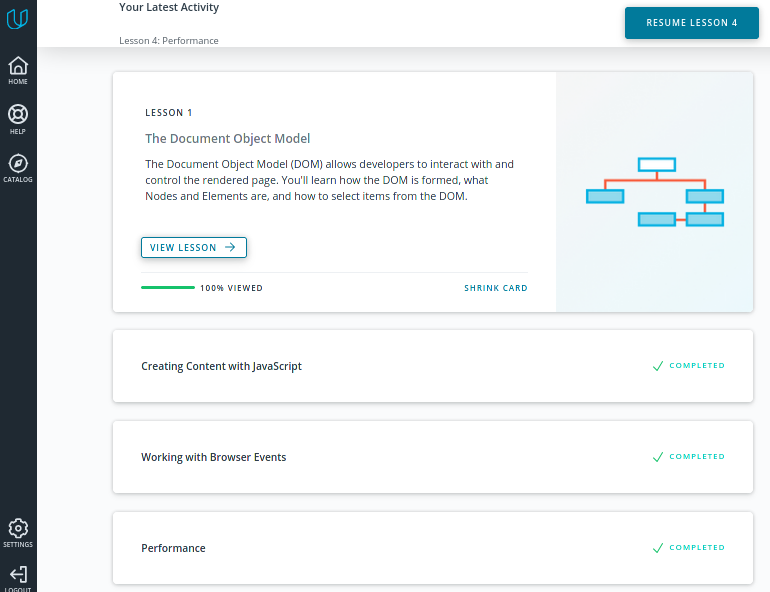 Your Latest Activity
RESUME LESSON 4
Lesson 4: Performance
HOME
HELP
CATALOG
SETTINGS
LOGOUT
LESSON 1
The Document Object Model
The Document Object Model (DOM) allows developers to interact with and
control the rendered page. You'll learn how the DOM is formed, what
Nodes and Elements are, and how to select items from the DOM.
VIEW LESSON
100% VIEWED
SHRINK CARD
Creating Content with JavaScript
COMPLETED
Working with Browser Events
COMPLETED
Performance
COMPLETED